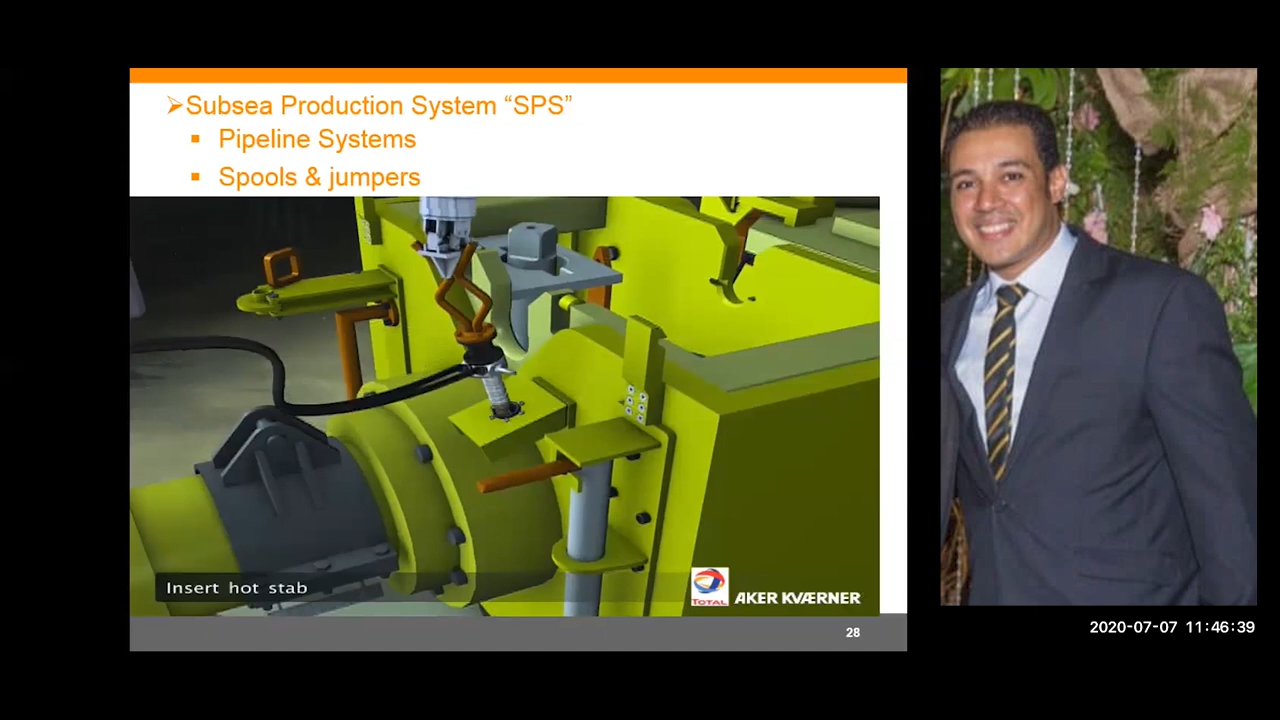 ➢Subsea Production System “SPS”
▪ Pipeline Systems
▪ Spools & jumpers
Insert hot stab
TOTAL
AKER KVÆRNER
28
2020-07-07 11:46:39